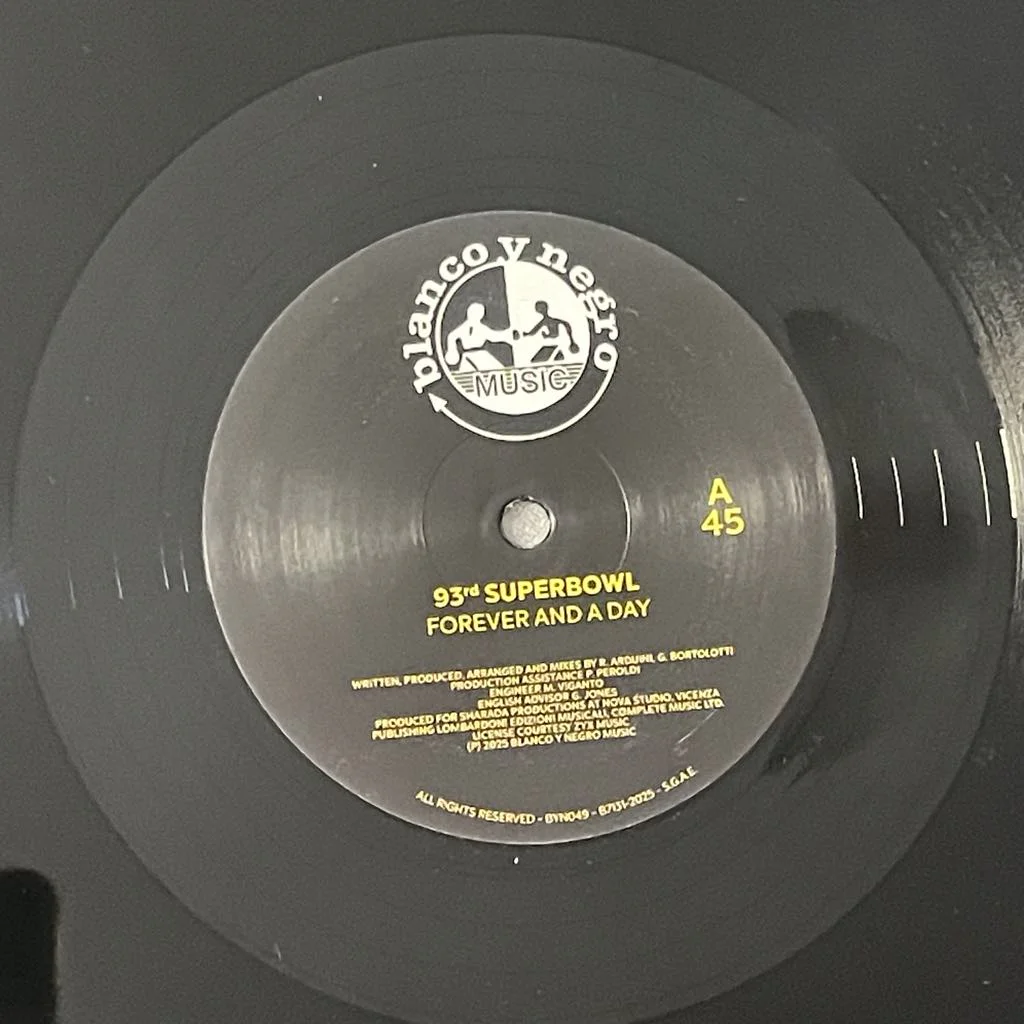 blanco y negro
MUSIC
A
45
93rd SUPERBOWL
FOREVER AND A DAY
WRITTEN, PRODUCED, ARRANGED AND MIXES BY R. ARDUINI, G. BORTOLOTTI
PRODUCTION ASSISTANCE P. PEROLDI
ENGINEER M. VIGANTO
ENGLISH ADVISOR G. JONES
PRODUCED FOR SHARADA PRODUCTIONS AT NOVA STUDIO, VICENZA
PUBLISHING LOMBARDONI EDIZIONI MUSICALI, COMPLETE MUSIC LTD.
LICENSE COURTESY ZYX MUSIC
(P) 2025 BLANCO Y NEGRO MUSIC
ALL RIGHTS RESERVED - BYN049 - B7131-2025 - S.G.A.E.